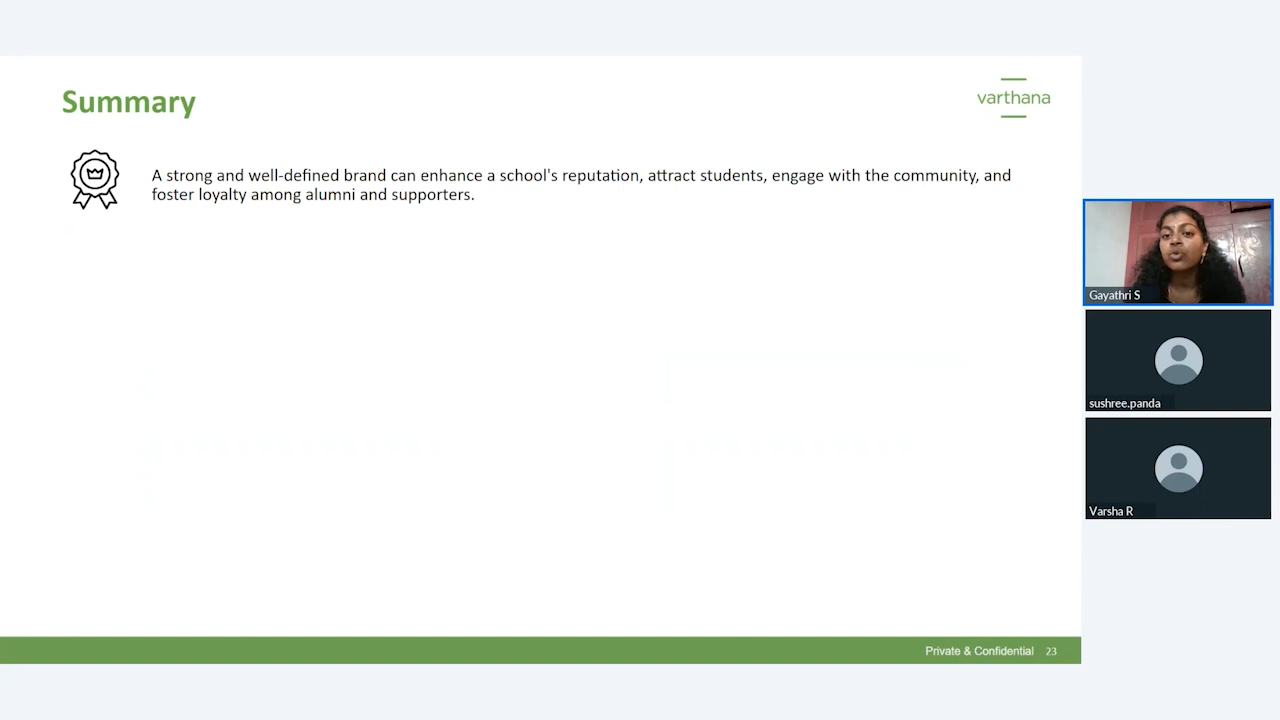 Summary
varthana
A strong and well-defined brand can enhance a school's reputation, attract students, engage with the community, and
foster loyalty among alumni and supporters.
Gayathri S
sushree.panda
Varsha R
Private & Confidential 23